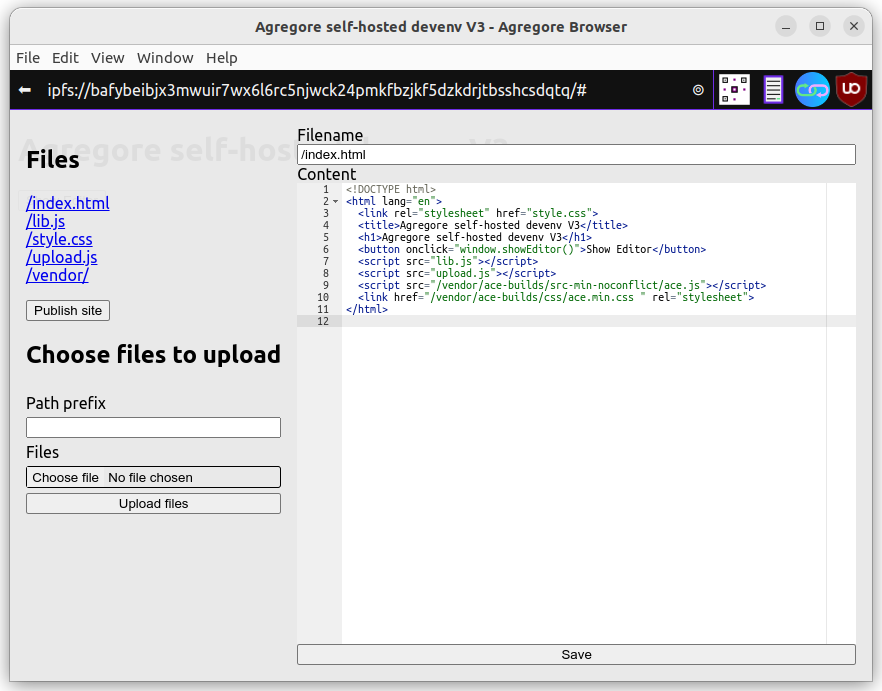 Agregore self-hosted devenv V3 - Agregore Browser
File Edit View Window Help
ipfs://bafybeibjx3mwuir7wx6l6rc5njwck24pmkfbzjkf5dzkdrjtbsshcsdqtq/#
Agregore self-hosted devenv V3
Files
/index.html
/lib.js
/style.css
/upload.js
/vendor/
Publish site
Choose files to upload
Path prefix
Files
Choose file No file chosen
Upload files
Filename
/index.html
Content
1 <!DOCTYPE html>
2 <html lang="en">
3 <link rel="stylesheet" href="style.css">
4 <title>Agregore self-hosted devenv V3</title>
5 <h1>Agregore self-hosted devenv V3</h1>
6 <button onclick="window.showEditor()">Show Editor</button>
7 <script src="lib.js"></script>
8 <script src="upload.js"></script>
9 <script src="/vendor/ace-builds/src-min-noconflict/ace.js"></script>
10 <link href="/vendor/ace-builds/css/ace.min.css " rel="stylesheet">
11 </html>
12
Save